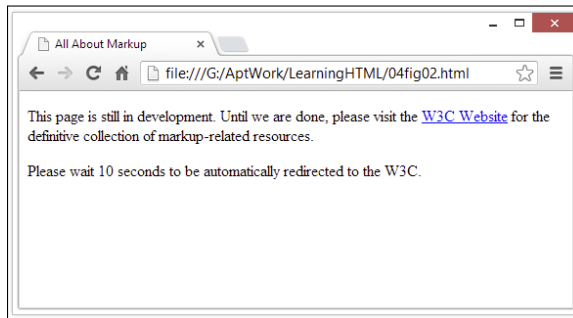 All About Markup
file:///G:/AptWork/LearningHTML/04fig02.html
This page is still in development. Until we are done, please visit the W3C Website for the
definitive collection of markup-related resources.
Please wait 10 seconds to be automatically redirected to the W3C.